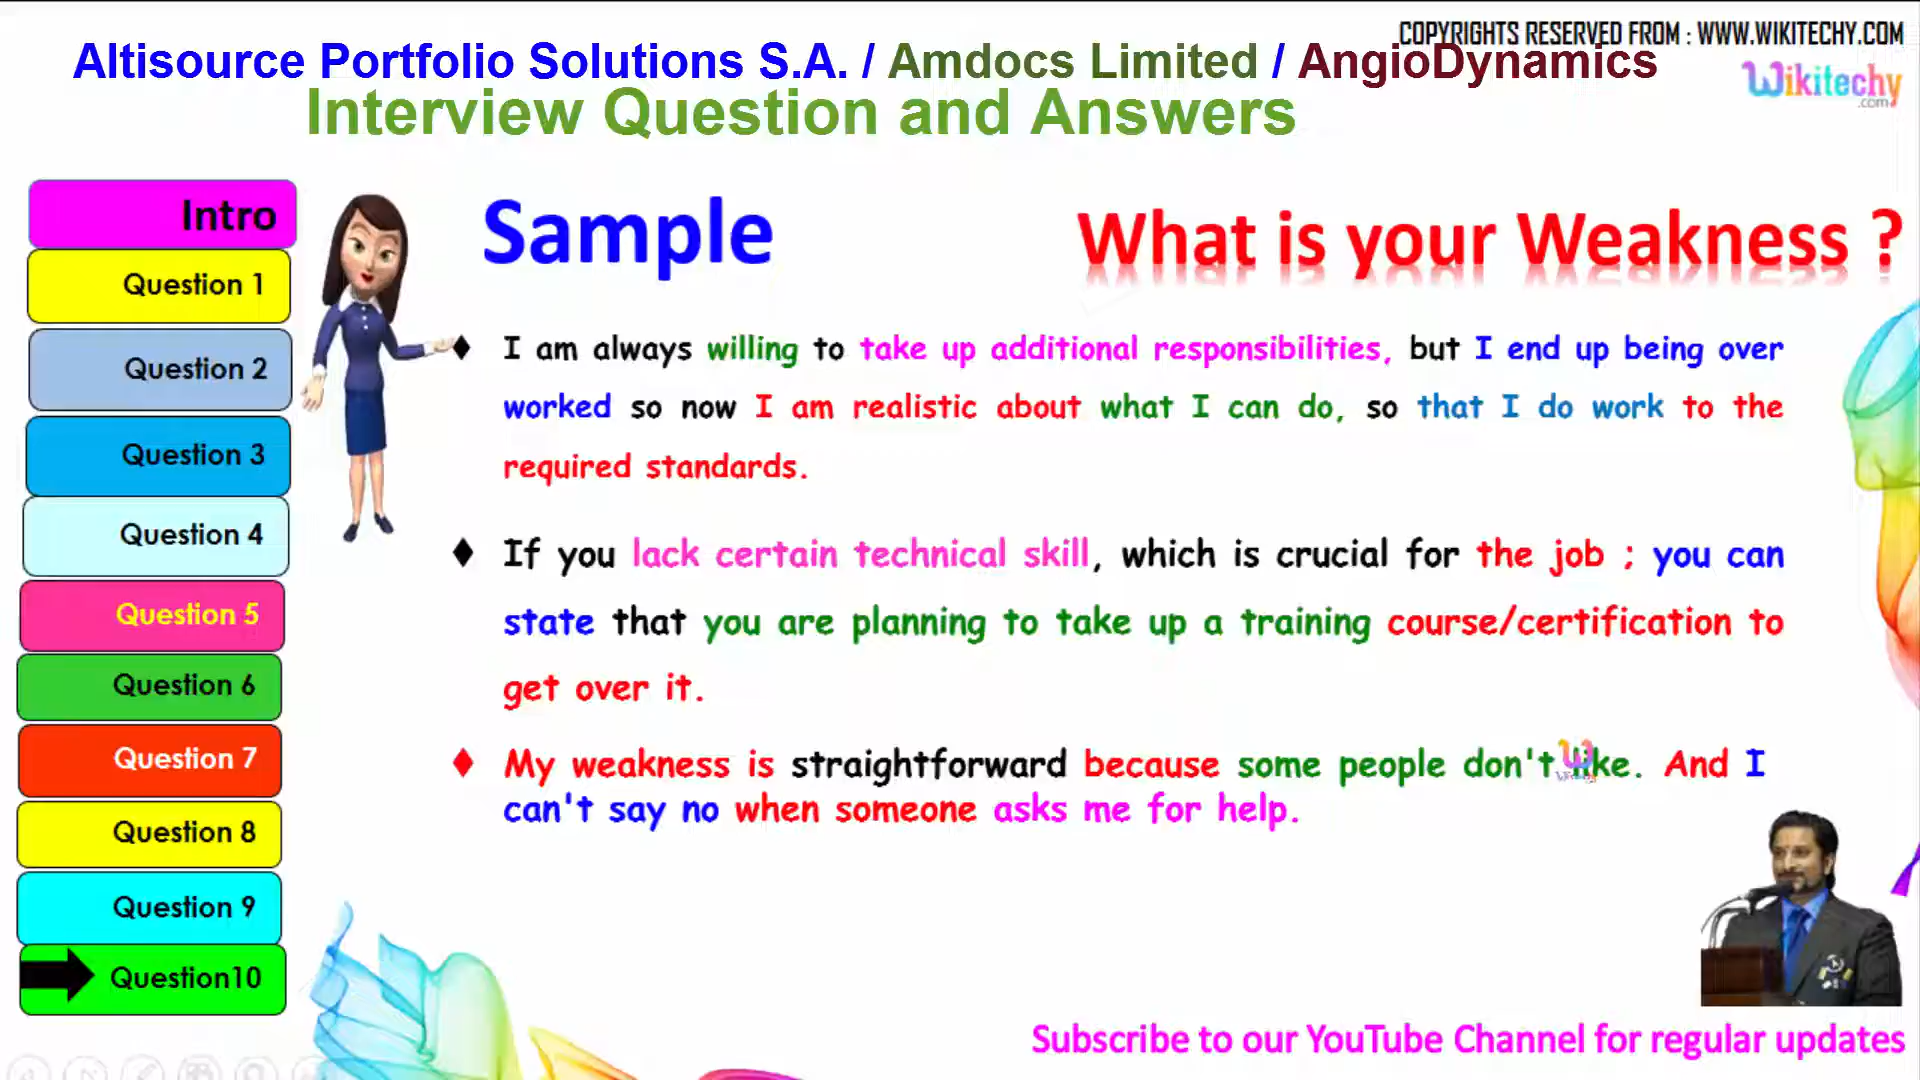 COPYRIGHTS RESERVED FROM : WWW.WIKITECHY.COM
Altisource Portfolio Solutions S.A. / Amdocs Limited / AngioDynamics
Wikitechy
.com
Interview Question and Answers
Intro
Question 1
Question 2
Question 3
Question 4
Question 5
Question 6
Question 7
Question 8
Question 9
Question10
Sample
What is your Weakness ?
♦ I am always willing to take up additional responsibilities, but I end up being over
worked so now I am realistic about what I can do, so that I do work to the
required standards.
♦ If you lack certain technical skill, which is crucial for the job ; you can
state that you are planning to take up a training course/certification to
get over it.
♦ My weakness is straightforward because some people don't like. And I
can't say no when someone asks me for help.
Subscribe to our YouTube Channel for regular updates